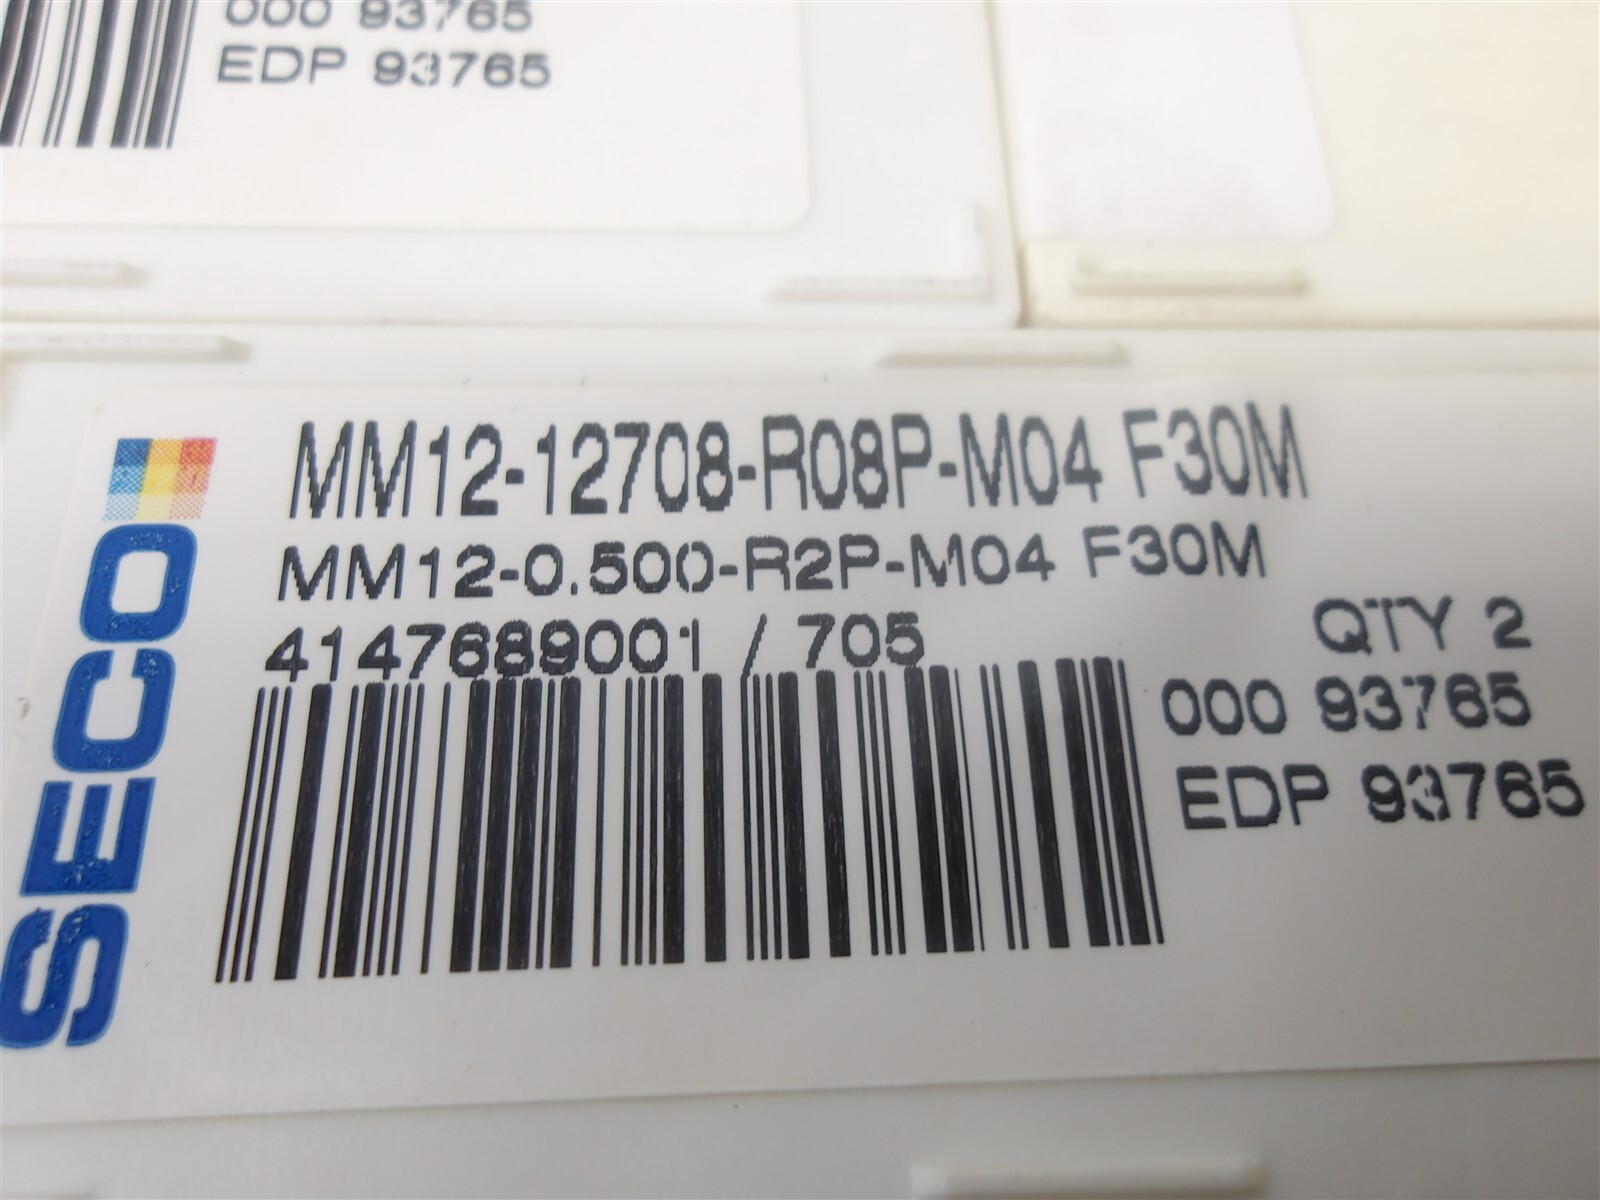 000 93765
EDP 93765
SECO
MM12-12708-R08P-M04 F30M
MM12-0.500-R2P-M04 F30M
4147689001 / 705
QTY 2
000 93765
EDP 93765